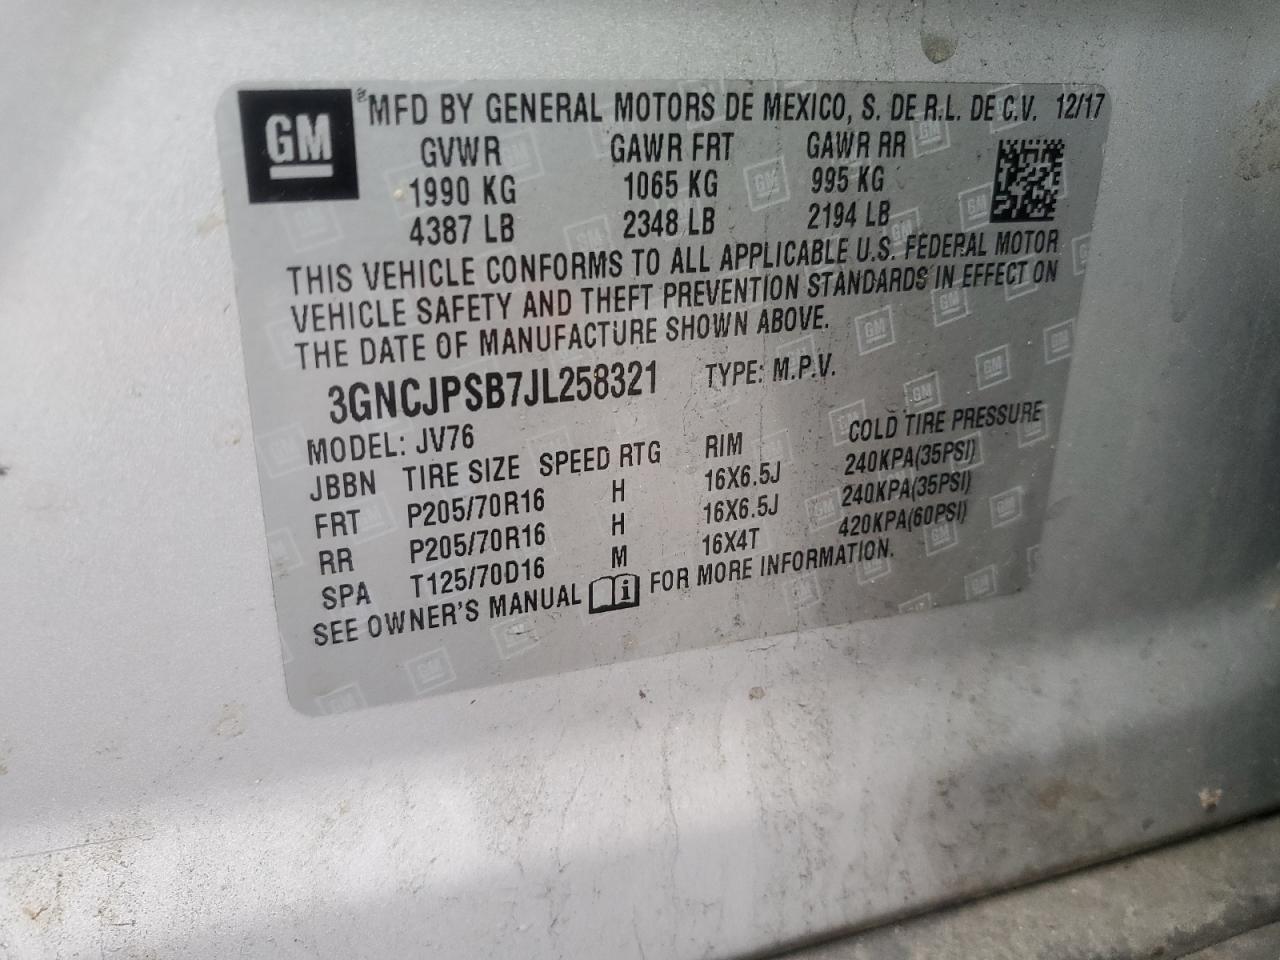 GM MFD BY GENERAL MOTORS DE MEXICO, S. DE R.L. DE C.V. 12/17
GVWR GAWR FRT GAWR RR
1990 KG 1065 KG 995 KG
4387 LB 2348 LB 2194 LB
THIS VEHICLE CONFORMS TO ALL APPLICABLE U.S. FEDERAL MOTOR
VEHICLE SAFETY AND THEFT PREVENTION STANDARDS IN EFFECT ON
THE DATE OF MANUFACTURE SHOWN ABOVE.
3GNCJPSB7JL258321 TYPE: M.P.V.
MODEL: JV76
JBBN TIRE SIZE SPEED RTG RIM COLD TIRE PRESSURE
FRT P205/70R16 H 16X6.5J 240KPA(35PSI)
RR P205/70R16 H 16X6.5J 240KPA(35PSI)
SPA T125/70D16 M 16X4T 420KPA(60PSI)
SEE OWNER'S MANUAL i FOR MORE INFORMATION.